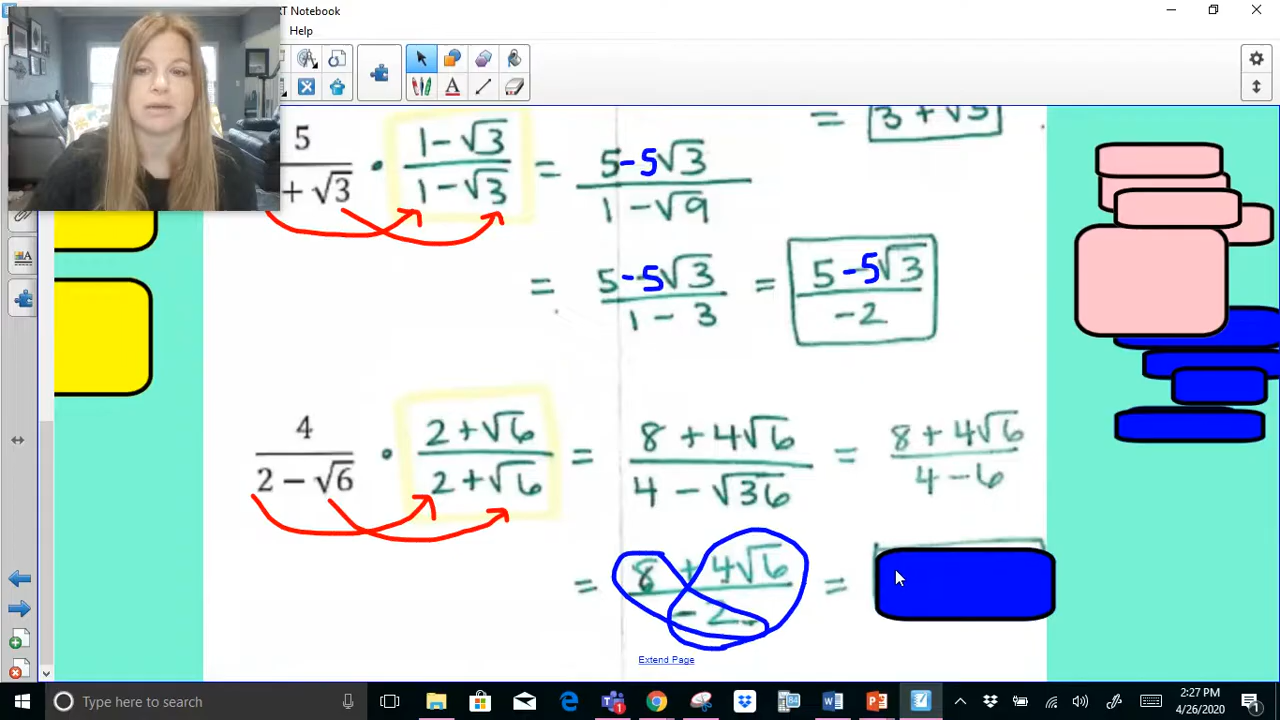 RT Notebook
Help
= 3 + √3
5 / + √3 • 1 - √3 / 1 - √3 = 5 - 5√3 / 1 - √9
= 5 - 5√3 / 1 - 3 = 5 - 5√3 / -2
4 / 2 - √6 • 2 + √6 / 2 + √6 = 8 + 4√6 / 4 - √36 = 8 + 4√6 / 4 - 6
= 8 + 4√6 / -2 =
Extend Page
Type here to search
2:27 PM
4/26/2020